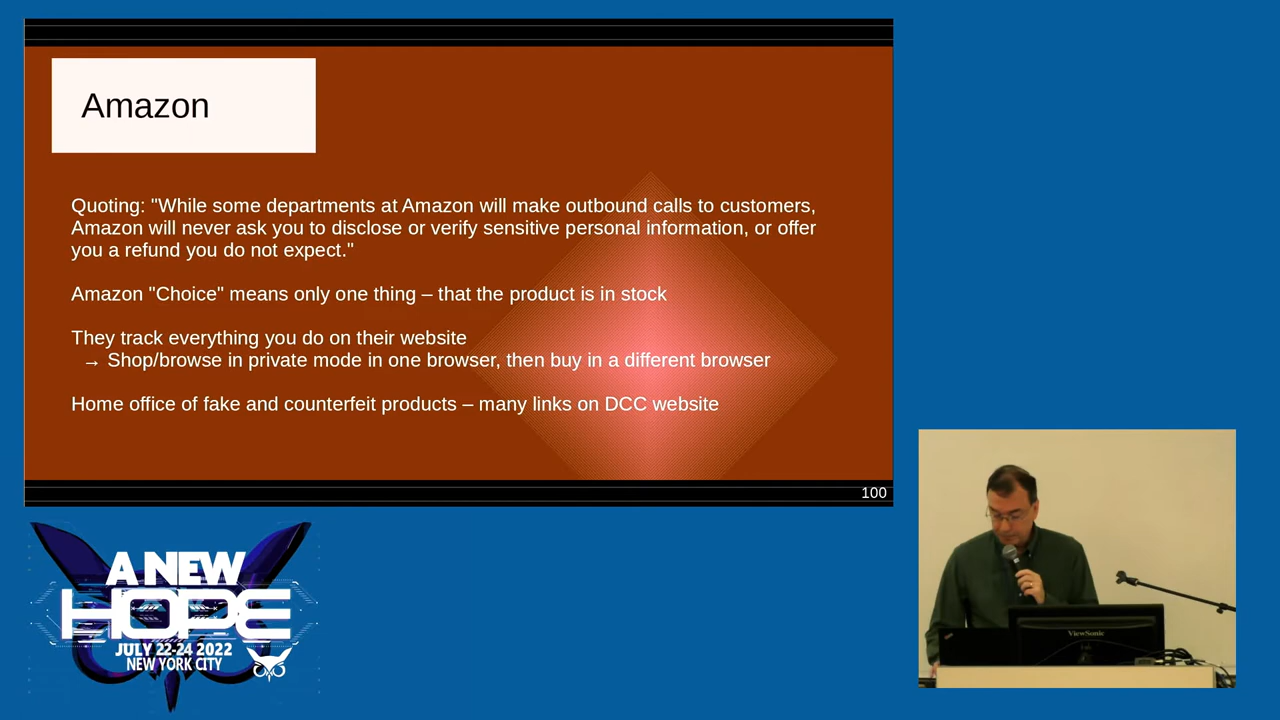 Amazon
Quoting: "While some departments at Amazon will make outbound calls to customers,
Amazon will never ask you to disclose or verify sensitive personal information, or offer
you a refund you do not expect."
Amazon "Choice" means only one thing – that the product is in stock
They track everything you do on their website
→ Shop/browse in private mode in one browser, then buy in a different browser
Home office of fake and counterfeit products – many links on DCC website
100
A NEW
HOPE
JULY 22-24 2022
NEW YORK CITY
ViewSonic